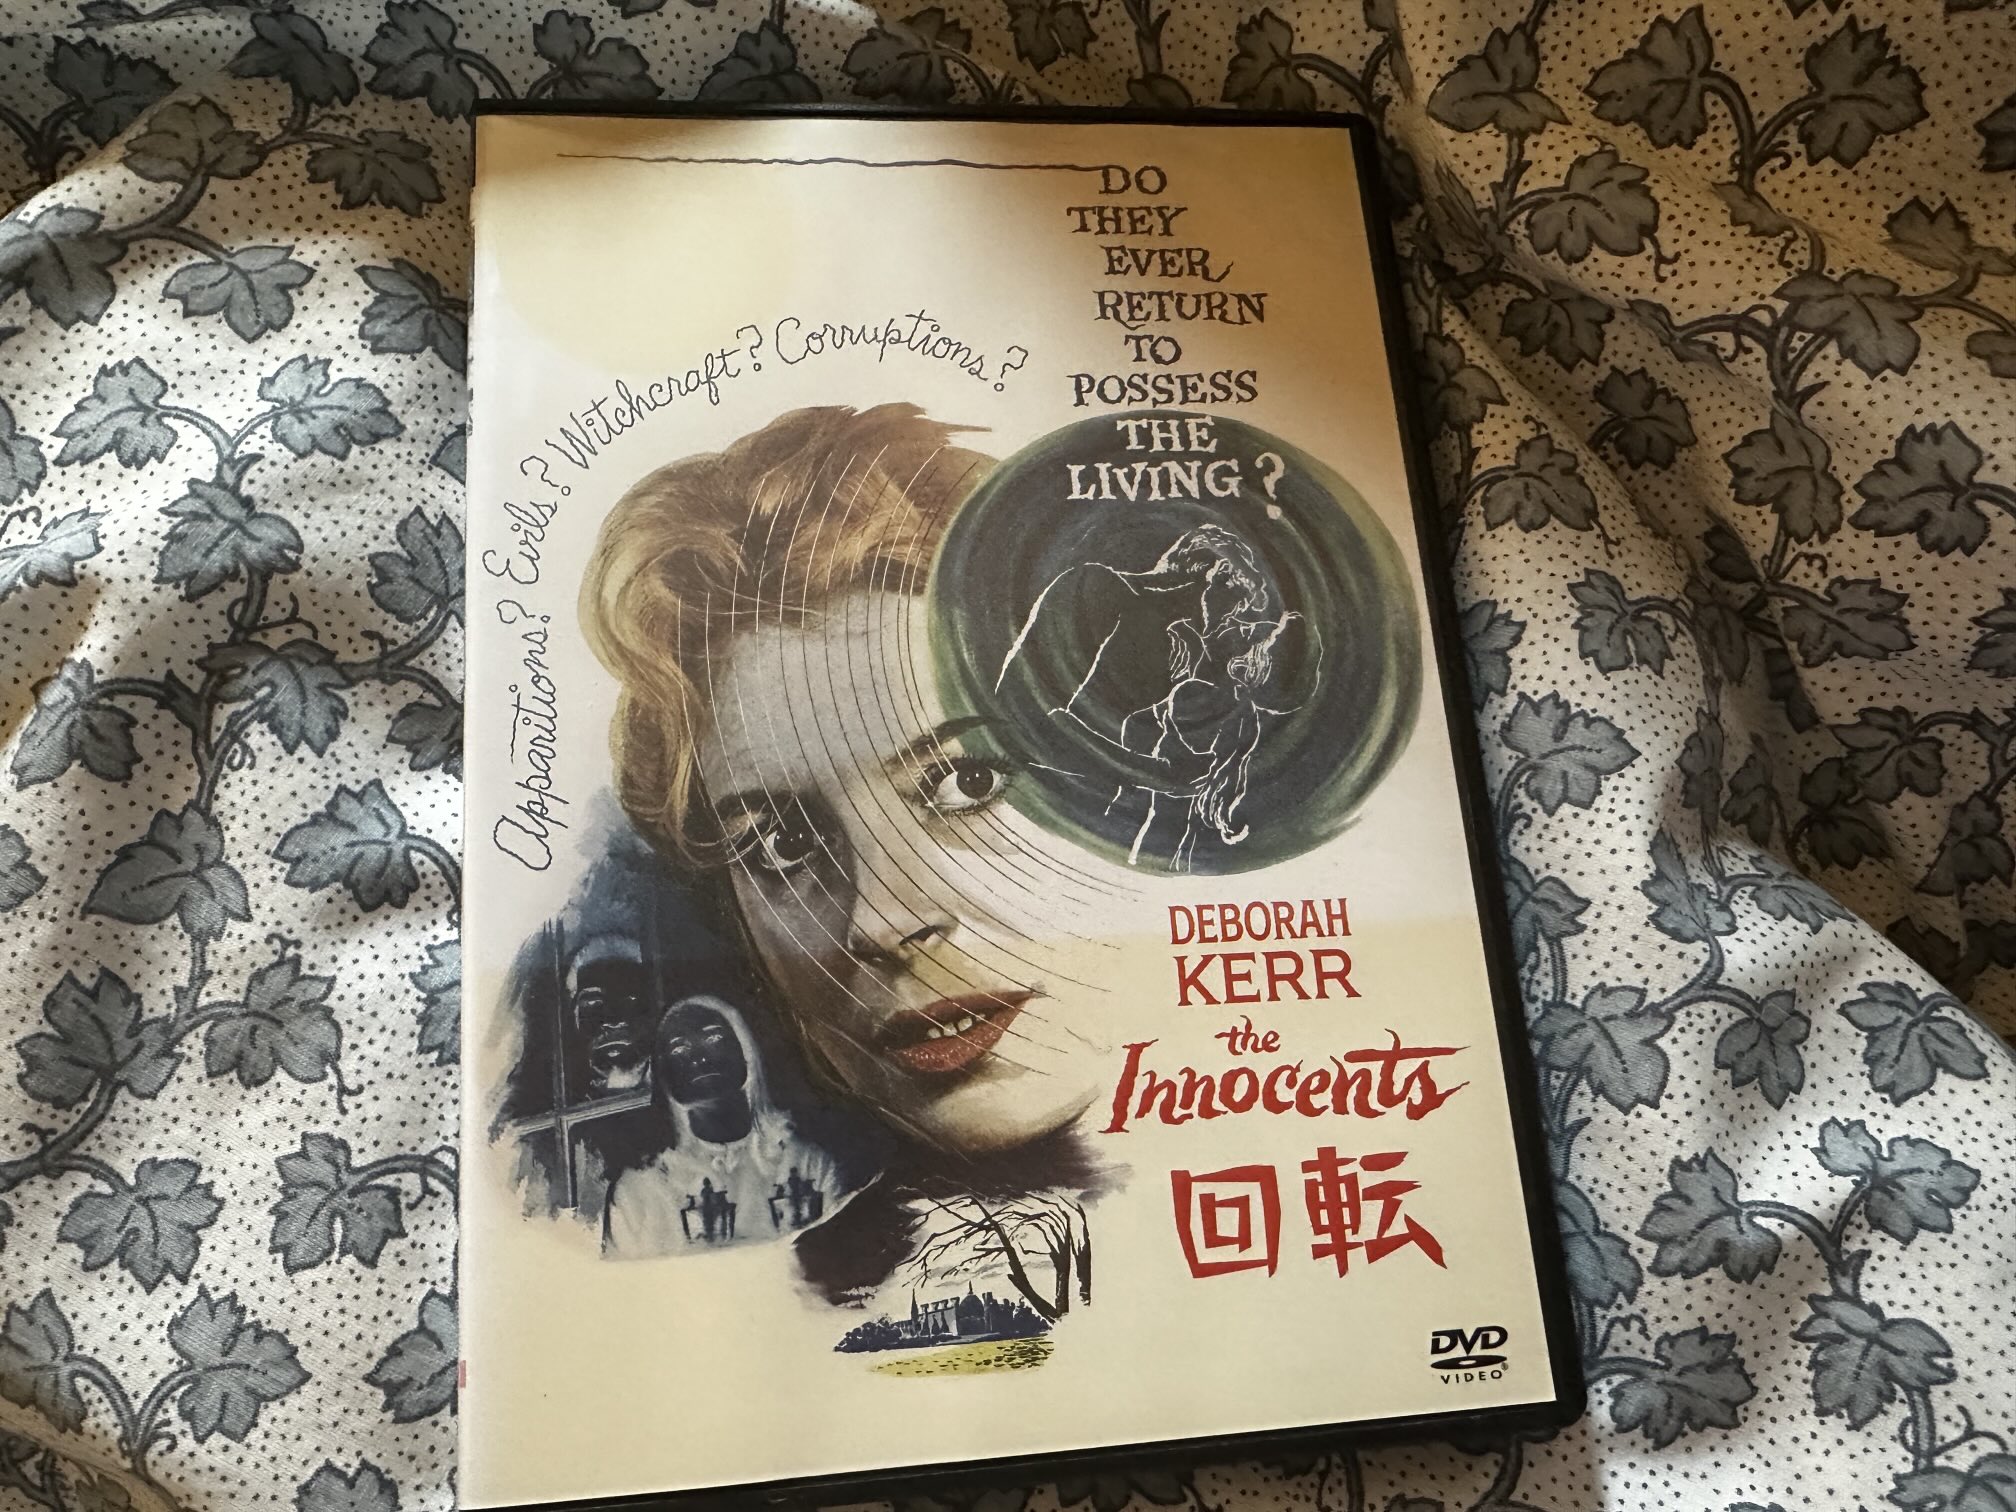 DO
THEY
EVER
RETURN
TO
POSSESS
THE
LIVING?
Apparitions? Evils? Witchcraft? Corruptions?
DEBORAH
KERR
the
Innocents
回転
DVD
VIDEO